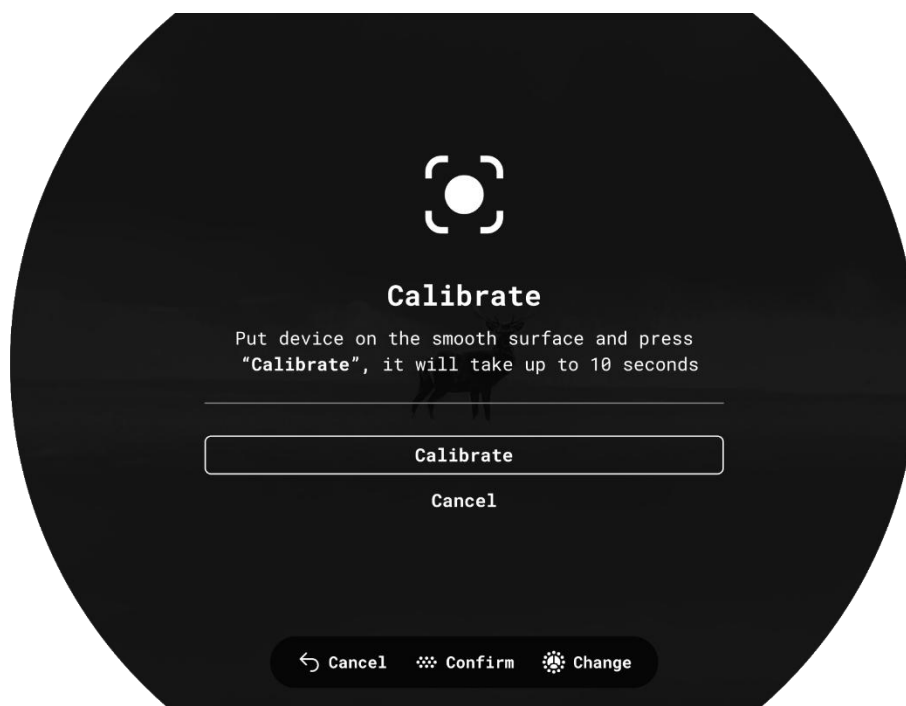 Calibrate
Put device on the smooth surface and press
“Calibrate”, it will take up to 10 seconds
Calibrate
Cancel
Cancel Confirm Change